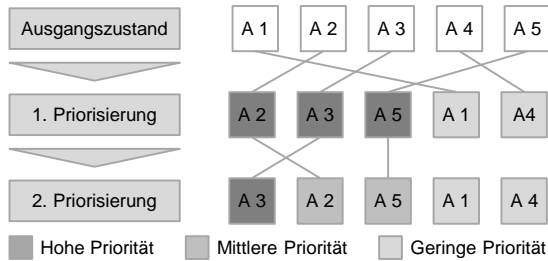 Ausgangszustand A 1 A 2 A 3 A 4 A 5
1. Priorisierung A 2 A 3 A 5 A 1 A4
2. Priorisierung A 3 A 2 A 5 A 1 A 4
Hohe Priorität Mittlere Priorität Geringe Priorität